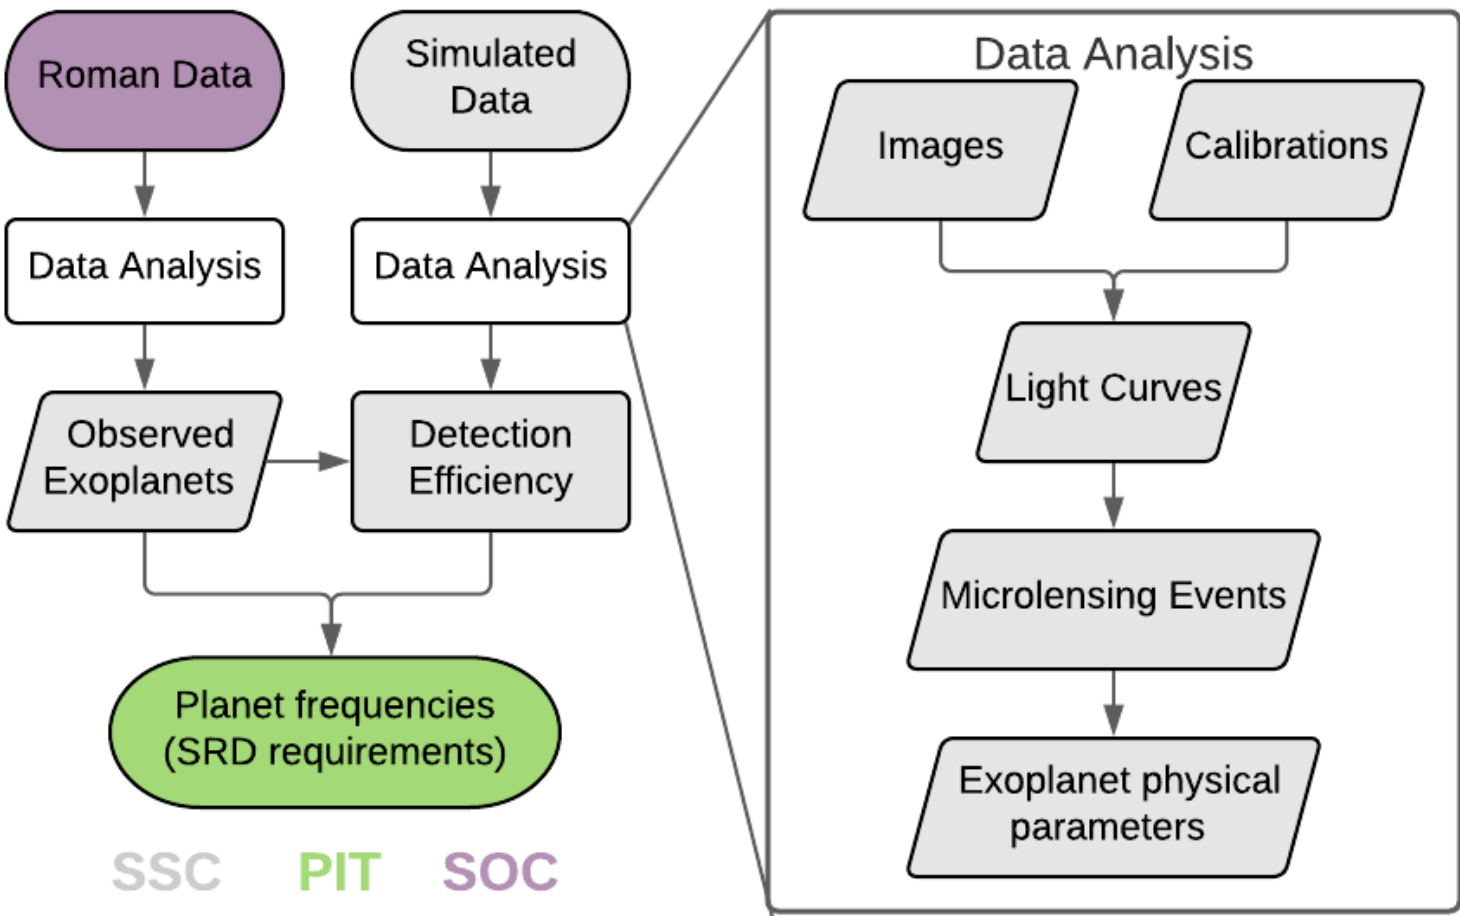 Roman Data
Simulated
Data
Data Analysis
Data Analysis
Observed
Exoplanets
Detection
Efficiency
Planet frequencies
(SRD requirements)
SSC PIT SOC
Data Analysis
Images
Calibrations
Light Curves
Microlensing Events
Exoplanet physical
parameters